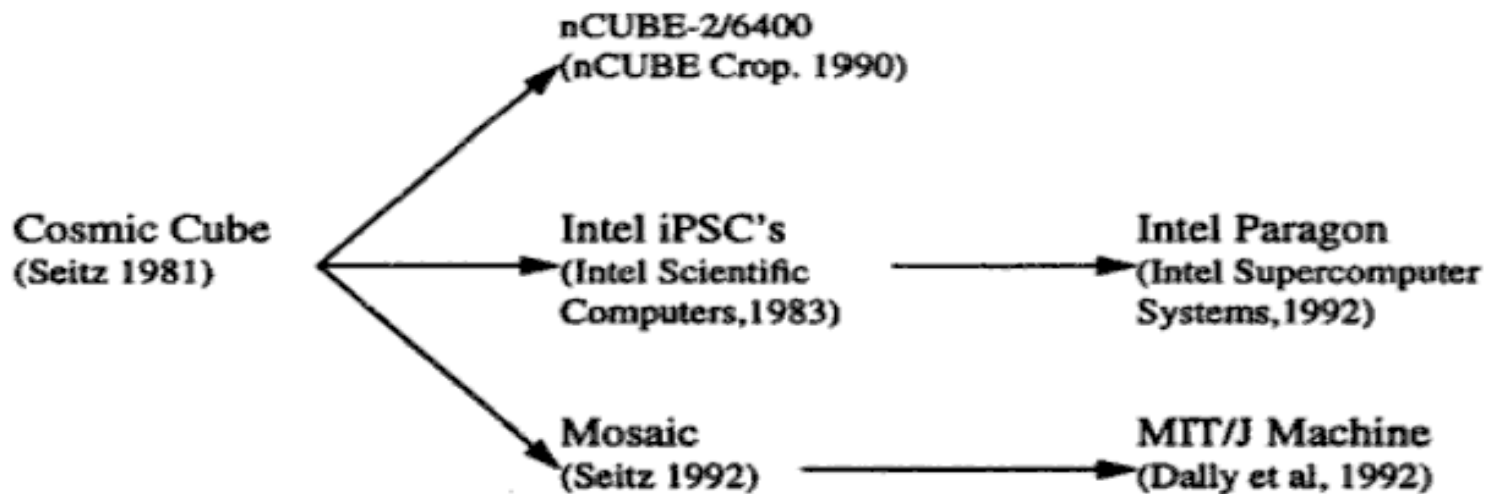 nCUBE-2/6400
(nCUBE Crop. 1990)
Cosmic Cube
(Seitz 1981)
Intel iPSC's
(Intel Scientific
Computers,1983)
Intel Paragon
(Intel Supercomputer
Systems,1992)
Mosaic
(Seitz 1992)
MIT/J Machine
(Dally et al, 1992)